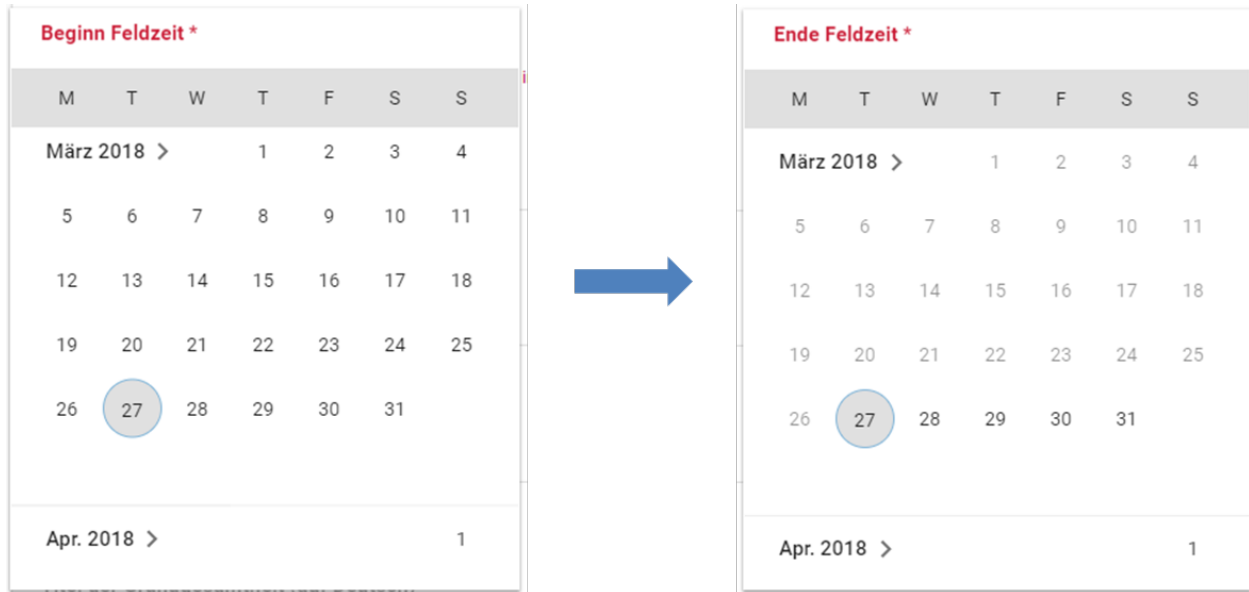 Beginn Feldzeit *
M T W T F S S
März 2018 1 2 3 4
5 6 7 8 9 10 11
12 13 14 15 16 17 18
19 20 21 22 23 24 25
26 27 28 29 30 31
Apr. 2018 1
Ende Feldzeit *
M T W T F S S
März 2018 1 2 3 4
5 6 7 8 9 10 11
12 13 14 15 16 17 18
19 20 21 22 23 24 25
26 27 28 29 30 31
Apr. 2018 1